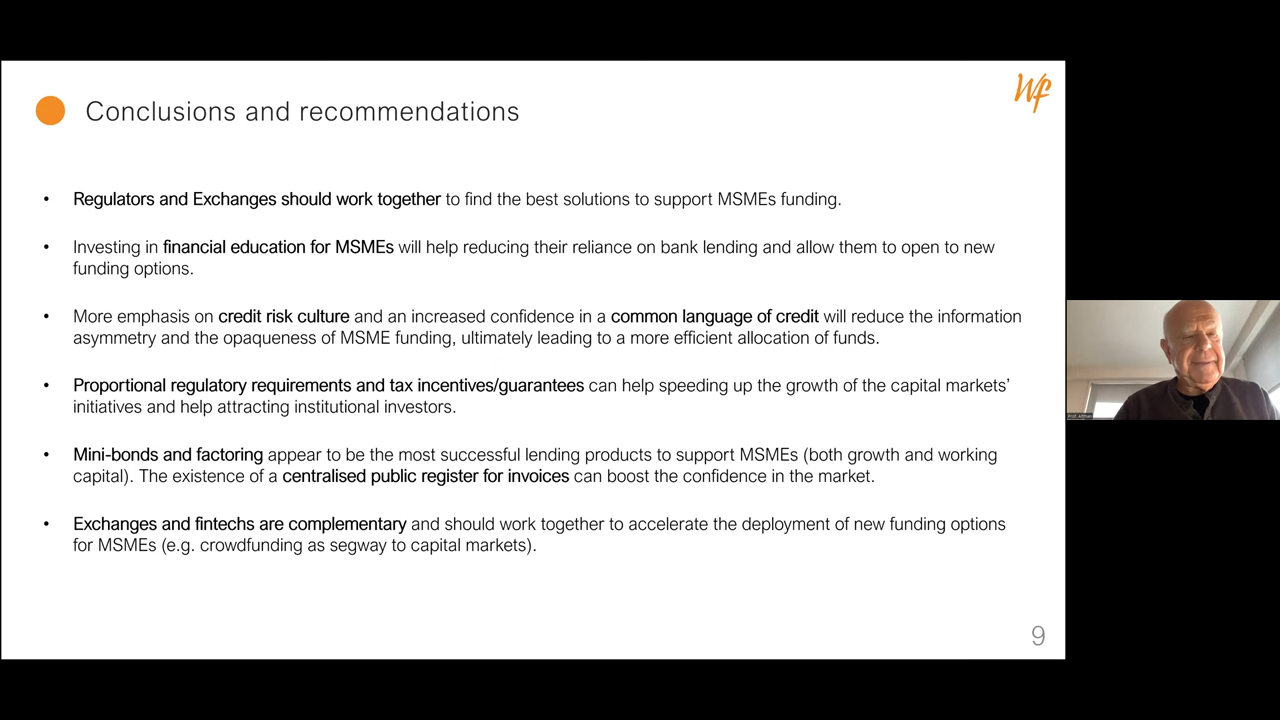 Wf
Conclusions and recommendations
• Regulators and Exchanges should work together to find the best solutions to support MSMEs funding.
• Investing in financial education for MSMEs will help reducing their reliance on bank lending and allow them to open to new
funding options.
• More emphasis on credit risk culture and an increased confidence in a common language of credit will reduce the information
asymmetry and the opaqueness of MSME funding, ultimately leading to a more efficient allocation of funds.
• Proportional regulatory requirements and tax incentives/guarantees can help speeding up the growth of the capital markets’
initiatives and help attracting institutional investors.
• Mini-bonds and factoring appear to be the most successful lending products to support MSMEs (both growth and working
capital). The existence of a centralised public register for invoices can boost the confidence in the market.
• Exchanges and fintechs are complementary and should work together to accelerate the deployment of new funding options
for MSMEs (e.g. crowdfunding as segway to capital markets).
9
Prof. Altman